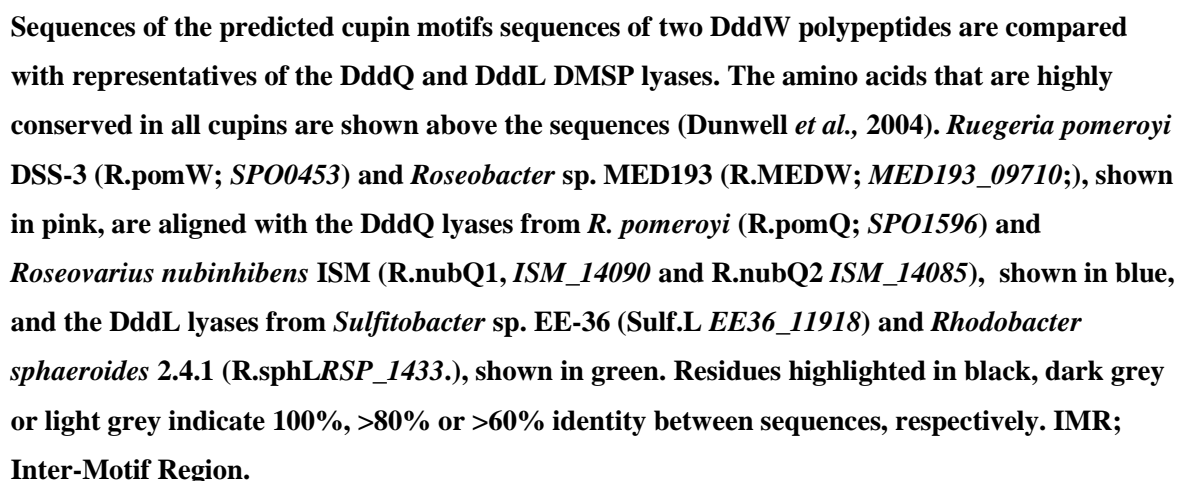 Sequences of the predicted cupin motifs sequences of two DddW polypeptides are compared
with representatives of the DddQ and DddL DMSP lyases. The amino acids that are highly
conserved in all cupins are shown above the sequences (Dunwell et al., 2004). Ruegeria pomeroyi
DSS-3 (R.pomW; SPO0453) and Roseobacter sp. MED193 (R.MEDW; MED193_09710;), shown
in pink, are aligned with the DddQ lyases from R. pomeroyi (R.pomQ; SPO1596) and
Roseovarius nubinhibens ISM (R.nubQ1, ISM_14090 and R.nubQ2 ISM_14085), shown in blue,
and the DddL lyases from Sulfitobacter sp. EE-36 (Sulf.L EE36_11918) and Rhodobacter
sphaeroides 2.4.1 (R.sphLRSP_1433.), shown in green. Residues highlighted in black, dark grey
or light grey indicate 100%, >80% or >60% identity between sequences, respectively. IMR;
Inter-Motif Region.